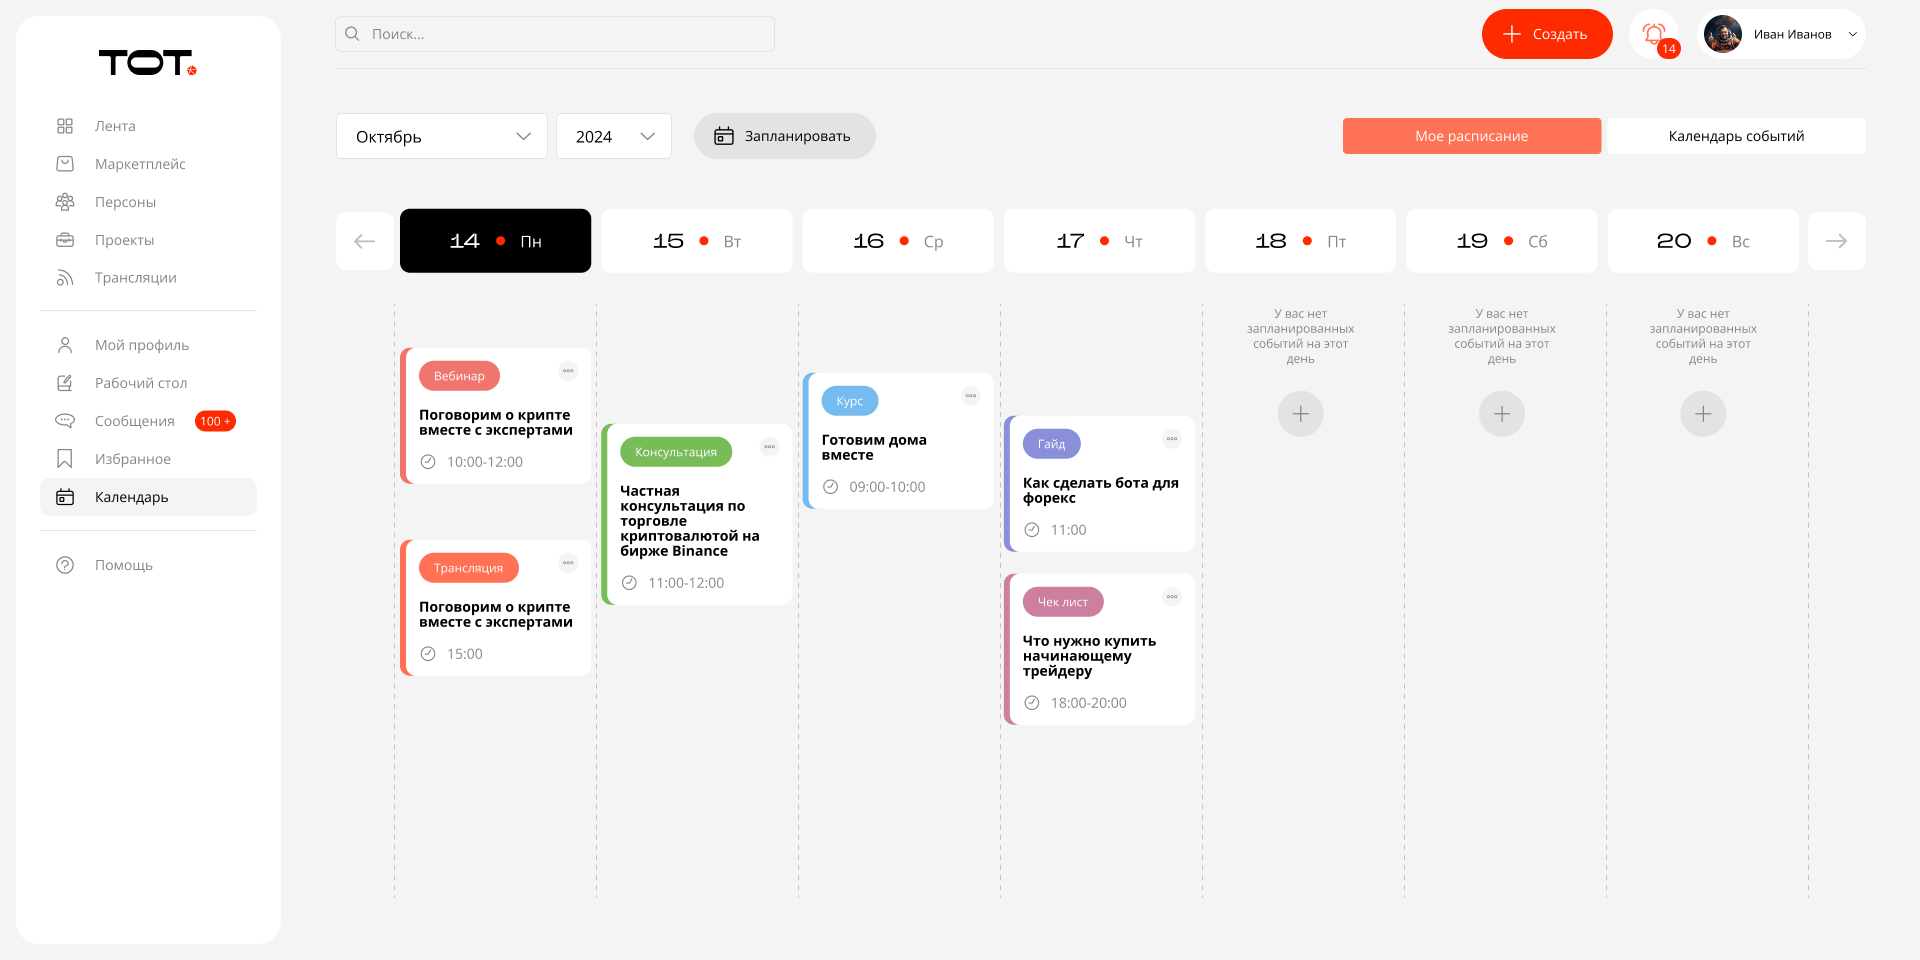 ТОТ.
Лента
Маркетплейс
Персоны
Проекты
Трансляции
Мой профиль
Рабочий стол
Сообщения
100 +
Избранное
Календарь
Помощь
Поиск...
Создать
14
Иван Иванов
Октябрь
2024
Запланировать
Мое расписание
Календарь событий
14 Пн
15 Вт
16 Ср
17 Чт
18 Пт
19 Сб
20 Вс
Вебинар
Поговорим о крипте
вместе с экспертами
10:00-12:00
Трансляция
Поговорим о крипте
вместе с экспертами
15:00
Консультация
Частная
консультация по
торговле
криптовалютой на
бирже Binance
11:00-12:00
Курс
Готовим дома
вместе
09:00-10:00
Гайд
Как сделать бота для
форекс
11:00
Чек лист
Что нужно купить
начинающему
трейдеру
18:00-20:00
У вас нет
запланированных
событий на этот
день
У вас нет
запланированных
событий на этот
день
У вас нет
запланированных
событий на этот
день